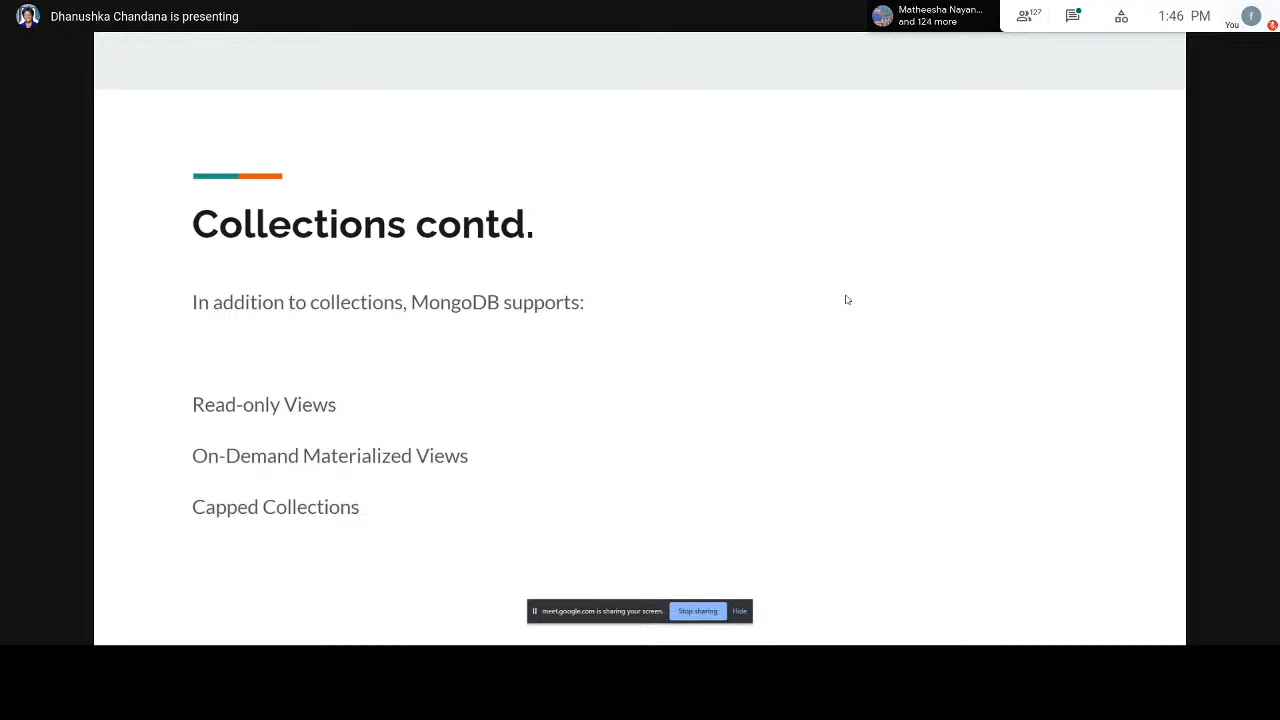 Dhanushka Chandana is presenting
Matheesha Nayan...
and 124 more
127
1:46 PM
You
f
Collections contd.
In addition to collections, MongoDB supports:
Read-only Views
On-Demand Materialized Views
Capped Collections
meet.google.com is sharing your screen.
Stop sharing
Hide